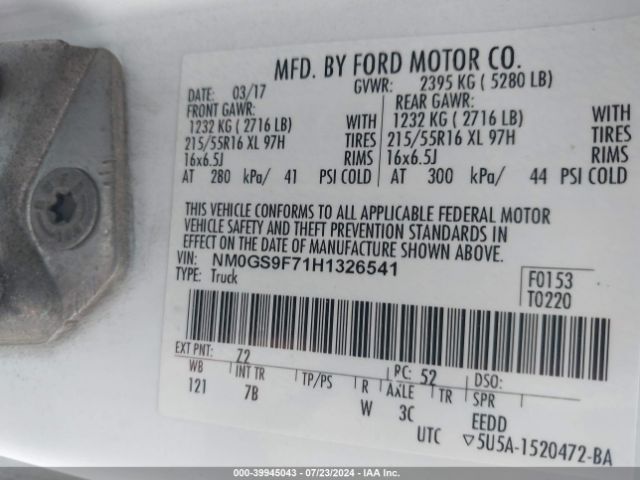 MFD. BY FORD MOTOR CO.
DATE: 03/17 GVWR: 2395 KG ( 5280 LB)
FRONT GAWR: REAR GAWR:
1232 KG ( 2716 LB) WITH 1232 KG ( 2716 LB) WITH
215/55R16 XL 97H TIRES 215/55R16 XL 97H TIRES
16x6.5J RIMS 16x6.5J RIMS
AT 280 kPa/ 41 PSI COLD AT 300 kPa/ 44 PSI COLD
THIS VEHICLE CONFORMS TO ALL APPLICABLE FEDERAL MOTOR
VEHICLE SAFETY AND THEFT PREVENTION STANDARDS IN
EFFECT ON THE DATE OF MANUFACTURE SHOWN ABOVE.
VIN: NM0GS9F71H1326541
TYPE: Truck
F0153
T0220
EXT PNT: Z2 PC: 52 DSO:
WB INT TR TP/PS R AXLE TR SPR
121 7B W 3C EEDD
UTC ▽5U5A-1520472-BA
000-39945043 / 07/23/2024 - IAAI.COM